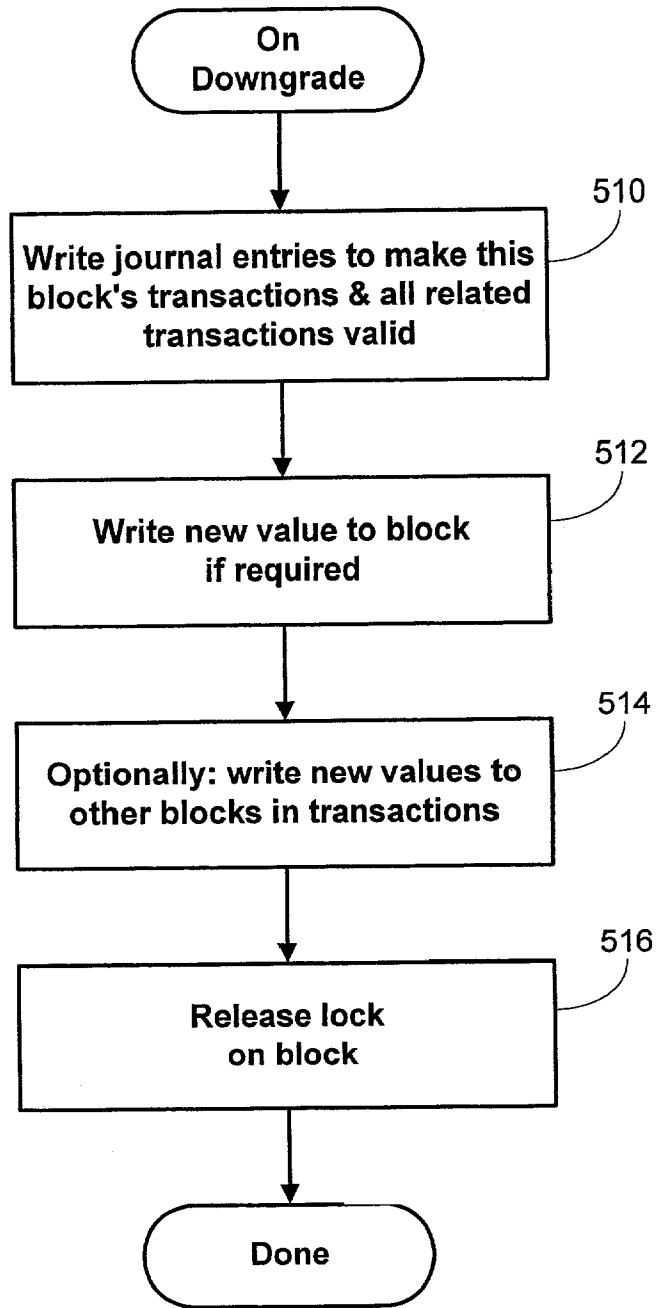 On
Downgrade
510
Write journal entries to make this
block's transactions & all related
transactions valid
512
Write new value to block
if required
514
Optionally: write new values to
other blocks in transactions
516
Release lock
on block
Done